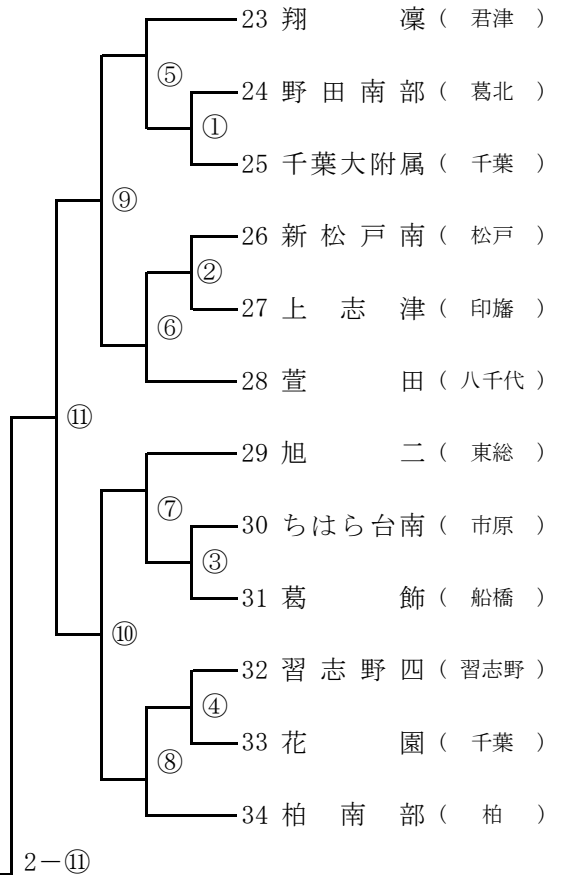 23 翔凜 ( 君津 )
⑤
24 野田南部 ( 葛北 )
①
25 千葉大附属 ( 千葉 )
⑨
26 新松戸南 ( 松戸 )
②
27 上志津 ( 印旛 )
⑥
28 萱田 ( 八千代 )
⑪
29 旭二 ( 東総 )
⑦
30 ちはら台南 ( 市原 )
③
31 葛飾 ( 船橋 )
⑩
32 習志野四 ( 習志野 )
④
33 花園 ( 千葉 )
⑧
34 柏南部 ( 柏 )
2－⑪